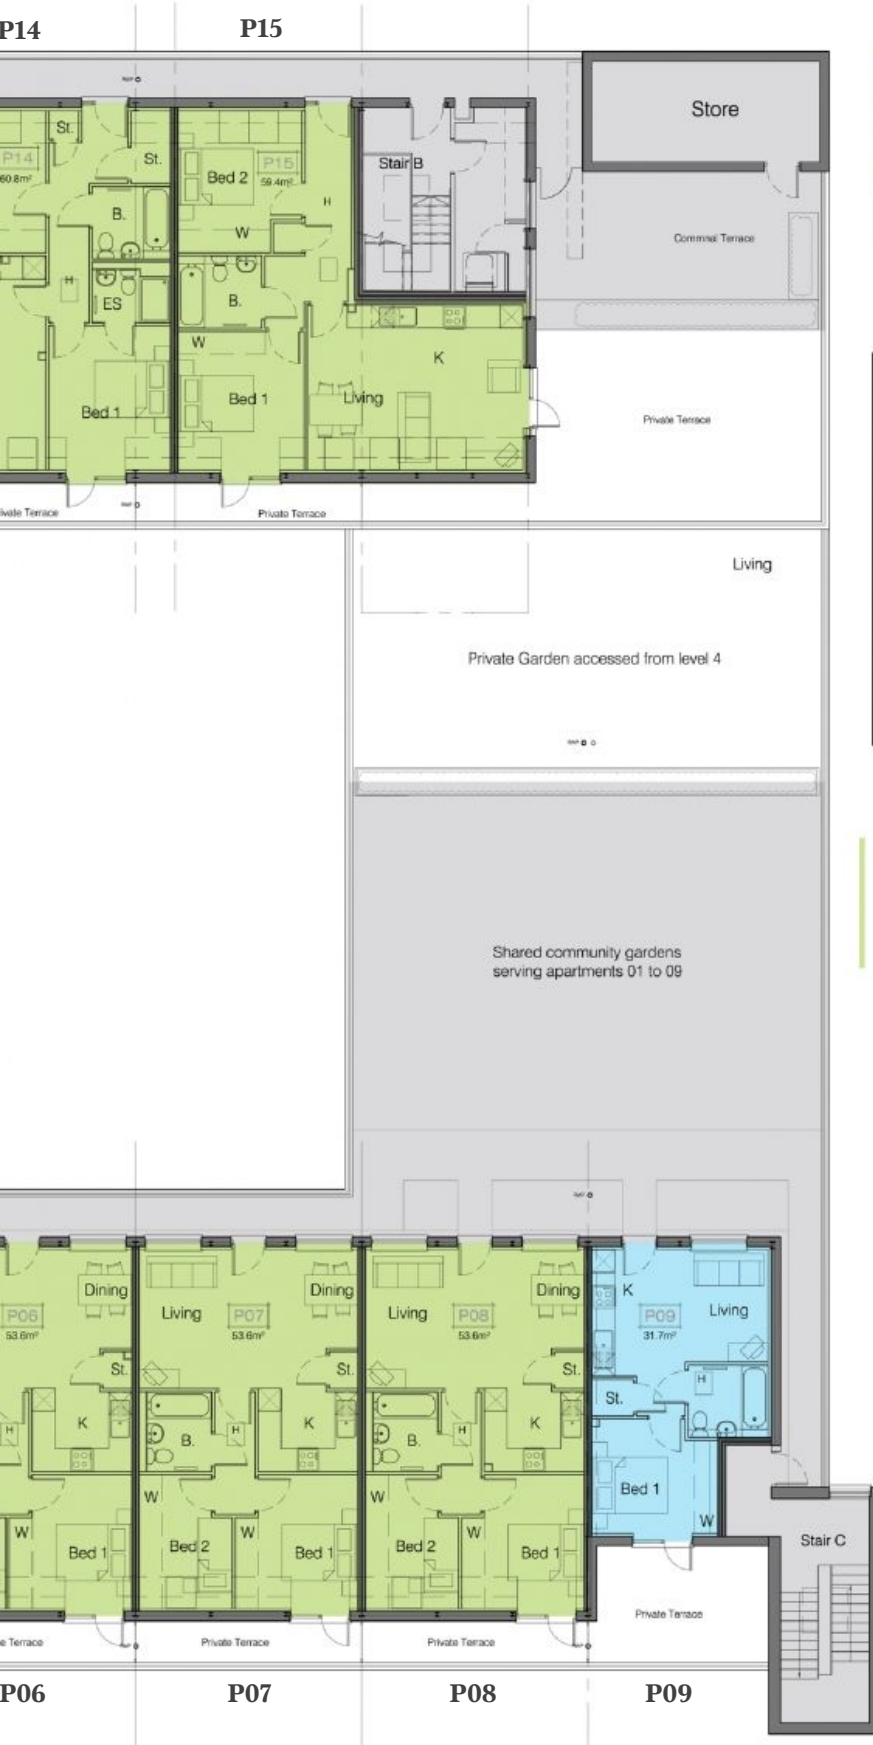 P14
P15
RWP
Store
St.
St.
P14
60.8m²
Bed 2
P15
59.4m²
Stair B
B.
W
H
Communal Terrace
H
ES
B.
W
K
Bed 1
Bed 1
Living
Private Terrace
RWP
Private Terrace
Living
Private Garden accessed from level 4
RWP
Shared community gardens
serving apartments 01 to 09
RWP
Dining
Living
Dining
Living
Dining
K
Living
P06
53.6m²
P07
53.6m²
P08
53.6m²
P09
31.7m²
St.
St.
St.
H
St.
H
K
B.
H
K
B.
H
K
W
W
W
W
W
Bed 1
W
Bed 1
Bed 2
Bed 1
Bed 2
Bed 1
Stair C
Private Terrace
Terrace
Private Terrace
Private Terrace
P06
P07
P08
P09